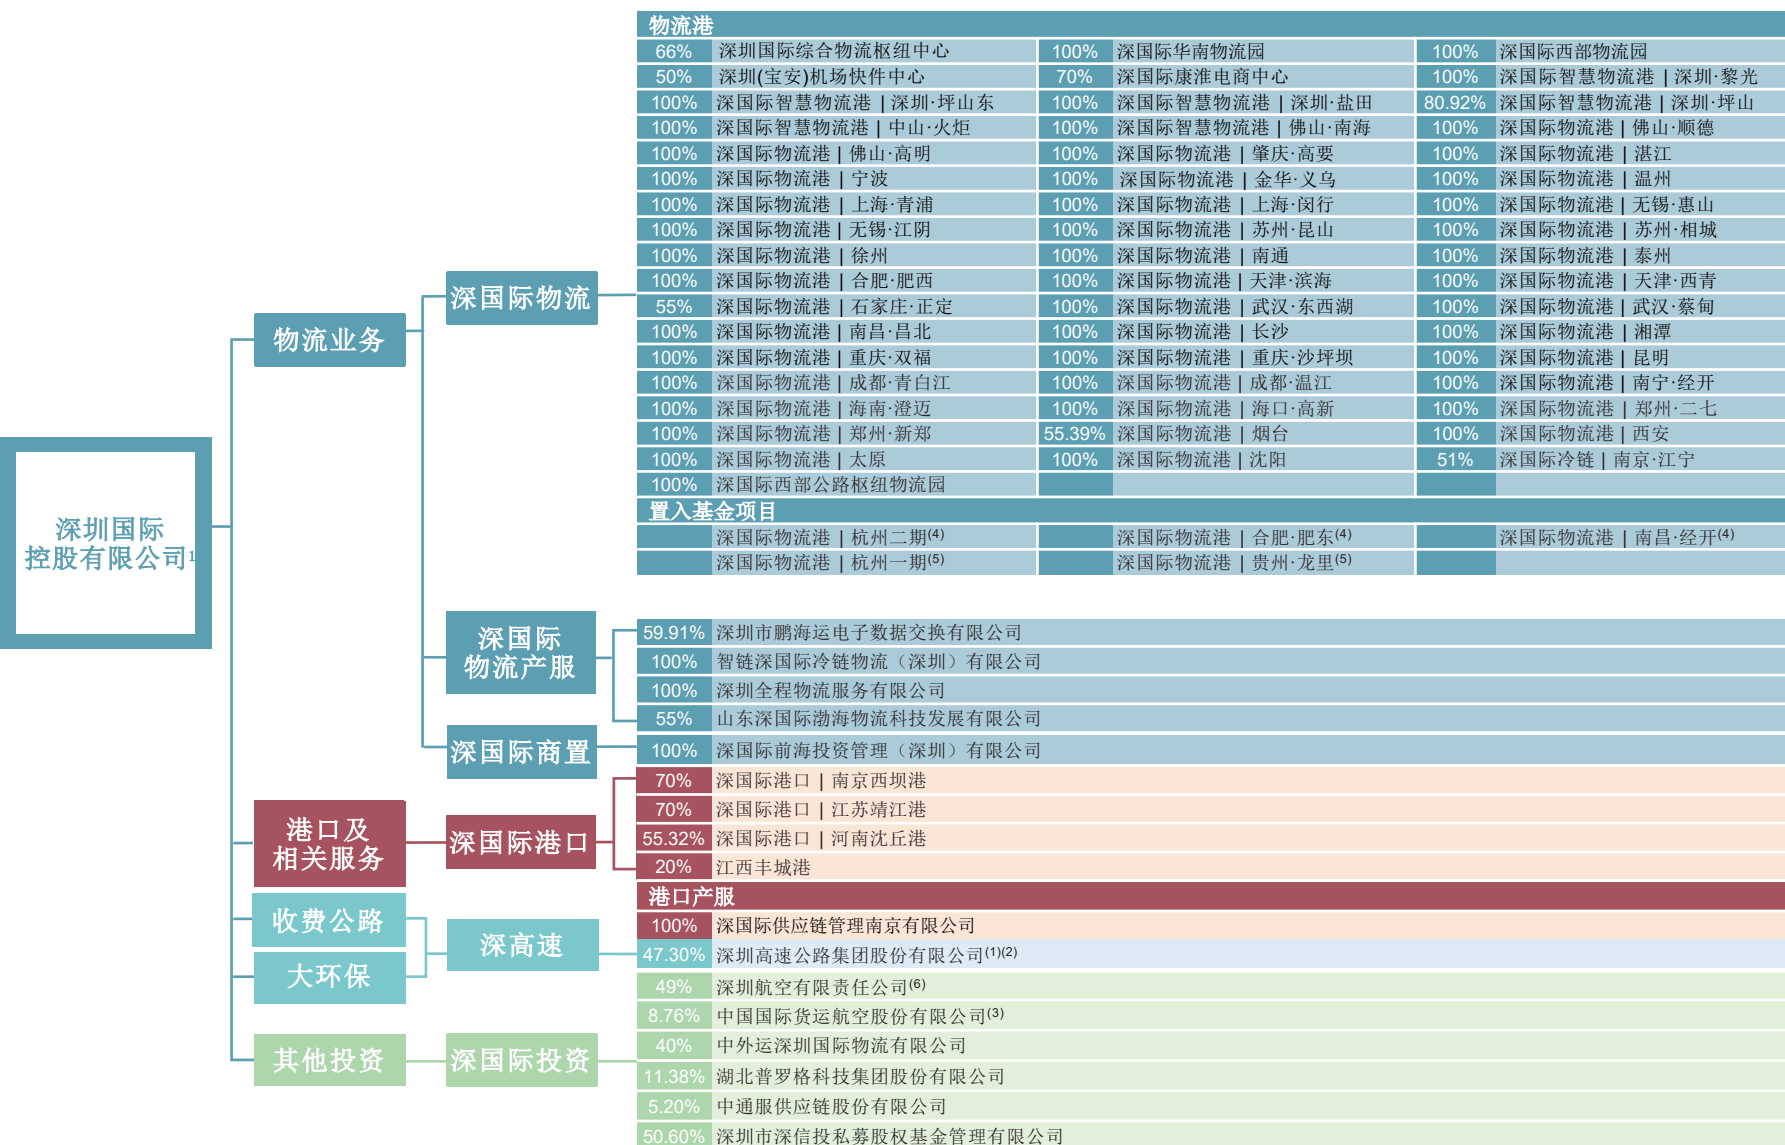 物流港
66% 深圳国际综合物流枢纽中心 100% 深国际华南物流园 100% 深国际西部物流园
50% 深圳(宝安)机场快件中心 70% 深国际康淮电商中心 100% 深国际智慧物流港 | 深圳·黎光
100% 深国际智慧物流港 | 深圳·坪山东 100% 深国际智慧物流港 | 深圳·盐田 80.92% 深国际智慧物流港 | 深圳·坪山
100% 深国际智慧物流港 | 中山·火炬 100% 深国际智慧物流港 | 佛山·南海 100% 深国际物流港 | 佛山·顺德
100% 深国际物流港 | 佛山·高明 100% 深国际物流港 | 肇庆·高要 100% 深国际物流港 | 湛江
100% 深国际物流港 | 宁波 100% 深国际物流港 | 金华·义乌 100% 深国际物流港 | 温州
100% 深国际物流港 | 上海·青浦 100% 深国际物流港 | 上海·闵行 100% 深国际物流港 | 无锡·惠山
100% 深国际物流港 | 无锡·江阴 100% 深国际物流港 | 苏州·昆山 100% 深国际物流港 | 苏州·相城
100% 深国际物流港 | 徐州 100% 深国际物流港 | 南通 100% 深国际物流港 | 泰州
100% 深国际物流港 | 合肥·肥西 100% 深国际物流港 | 天津·滨海 100% 深国际物流港 | 天津·西青
55% 深国际物流港 | 石家庄·正定 100% 深国际物流港 | 武汉·东西湖 100% 深国际物流港 | 武汉·蔡甸
100% 深国际物流港 | 南昌·昌北 100% 深国际物流港 | 长沙 100% 深国际物流港 | 湘潭
100% 深国际物流港 | 重庆·双福 100% 深国际物流港 | 重庆·沙坪坝 100% 深国际物流港 | 昆明
100% 深国际物流港 | 成都·青白江 100% 深国际物流港 | 成都·温江 100% 深国际物流港 | 南宁·经开
100% 深国际物流港 | 海南·澄迈 100% 深国际物流港 | 海口·高新 100% 深国际物流港 | 郑州·二七
100% 深国际物流港 | 郑州·新郑 55.39% 深国际物流港 | 烟台 100% 深国际物流港 | 西安
100% 深国际物流港 | 太原 100% 深国际物流港 | 沈阳 51% 深国际冷链 | 南京·江宁
100% 深国际西部公路枢纽物流园
置入基金项目
深国际物流港 | 杭州二期(4) 深国际物流港 | 合肥·肥东(4) 深国际物流港 | 南昌·经开(4)
深国际物流港 | 杭州一期(5) 深国际物流港 | 贵州·龙里(5)
深圳国际
控股有限公司1
物流业务
深国际物流
深国际
物流产服
59.91% 深圳市鹏海运电子数据交换有限公司
100% 智链深国际冷链物流（深圳）有限公司
100% 深圳全程物流服务有限公司
55% 山东深国际渤海物流科技发展有限公司
深国际商置
100% 深国际前海投资管理（深圳）有限公司
港口及
相关服务
深国际港口
70% 深国际港口 | 南京西坝港
70% 深国际港口 | 江苏靖江港
55.32% 深国际港口 | 河南沈丘港
20% 江西丰城港
港口产服
100% 深国际供应链管理南京有限公司
收费公路
大环保
深高速
47.30% 深圳高速公路集团股份有限公司(1)(2)
其他投资
深国际投资
49% 深圳航空有限责任公司(6)
8.76% 中国国际货运航空股份有限公司(3)
40% 中外运深圳国际物流有限公司
11.38% 湖北普罗格科技集团股份有限公司
5.20% 中通服供应链股份有限公司
50.60% 深圳市深信投私募股权基金管理有限公司